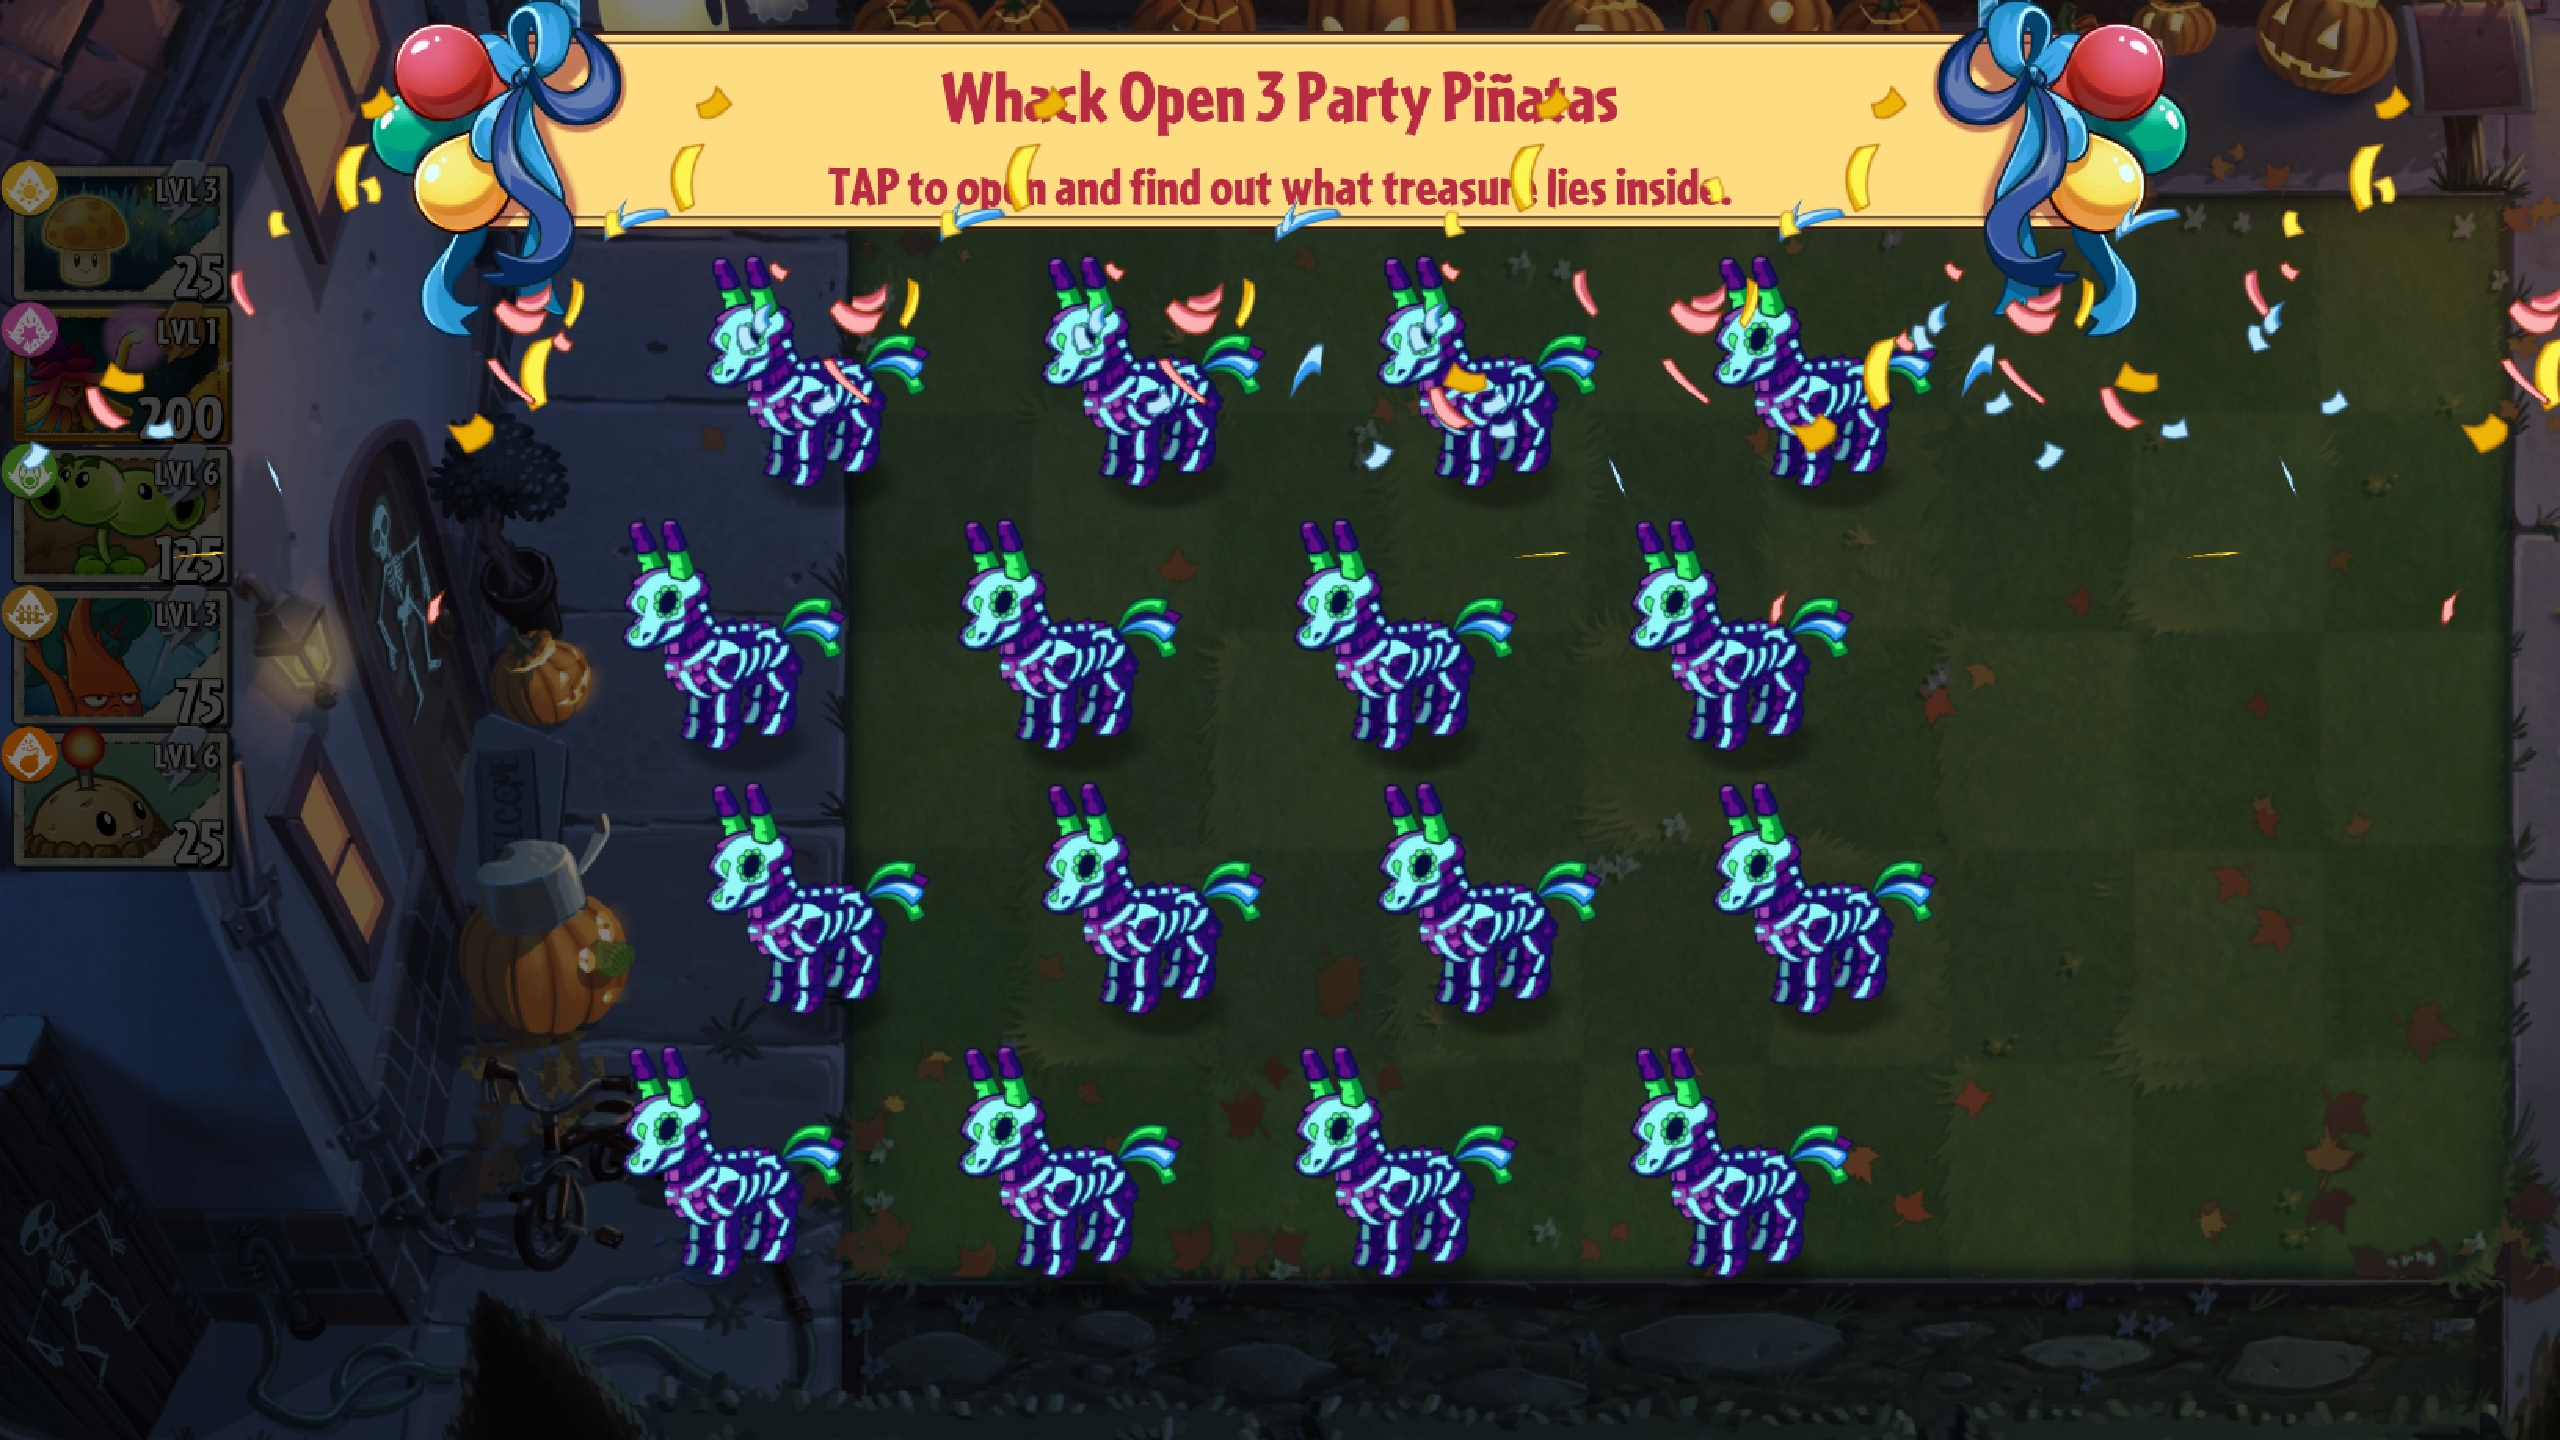 Whack Open 3 Party Piñatas
TAP to open and find out what treasure lies inside.
LVL 3
25
LVL 1
200
LVL 6
125
LVL 3
75
LVL 6
25
WELCOME